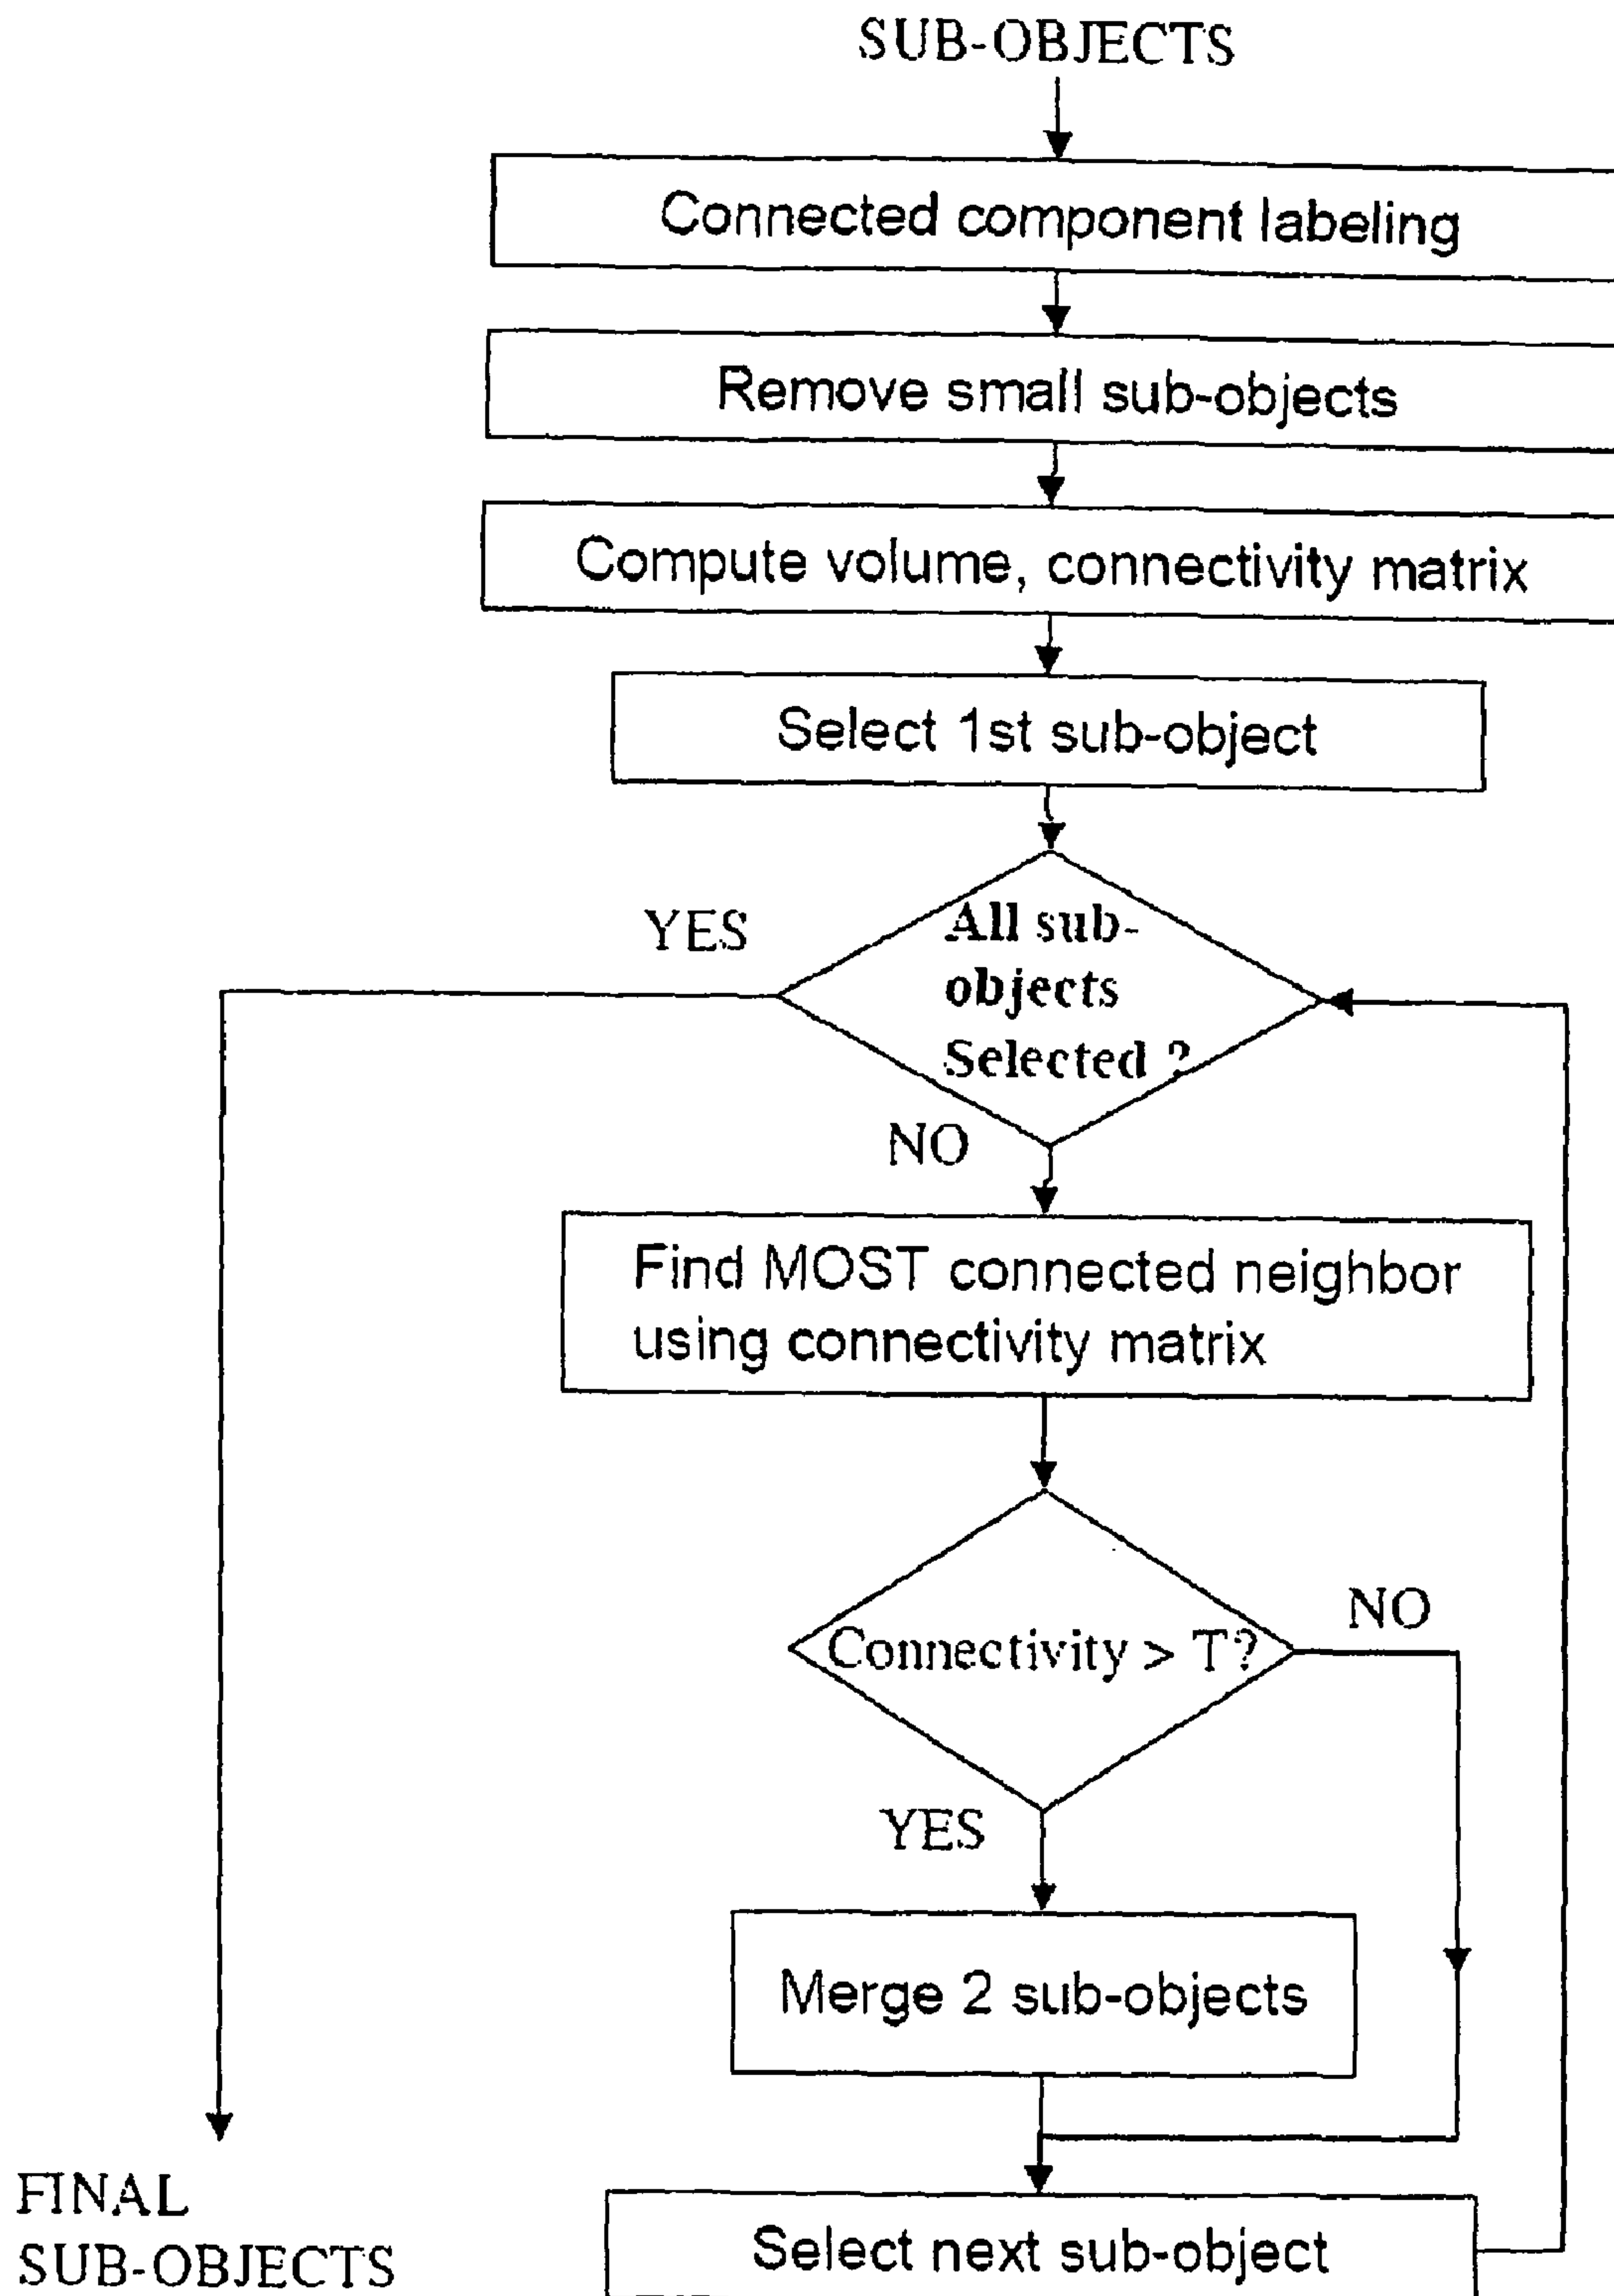 SUB-OBJECTS
Connected component labeling
Remove small sub-objects
Compute volume, connectivity matrix
Select 1st sub-object
YES
All sub-
objects
Selected ?
NO
Find MOST connected neighbor
using connectivity matrix
Connectivity > T?
NO
YES
Merge 2 sub-objects
Select next sub-object
FINAL
SUB-OBJECTS